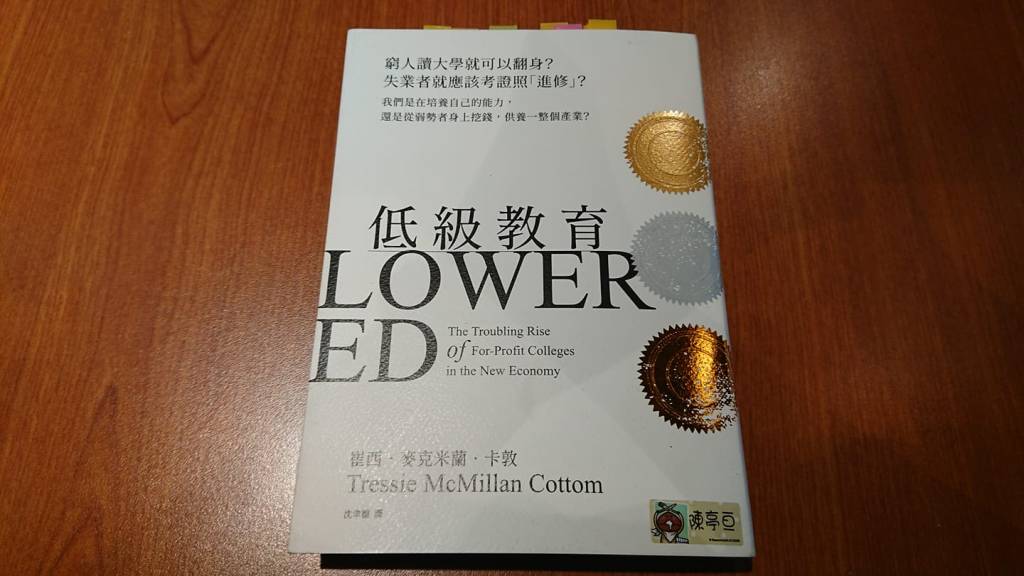 窮人讀大學就可以翻身?
失業者就應該考證照「進修」?
我們是在培養自己的能力,
還是從弱勢者身上挖錢,供養一整個產業?
低級教育
LOWER
ED
The Troubling Rise
of For-Profit Colleges
in the New Economy
崔西·麥克米蘭·卡敦
Tressie McMillan Cottom
陳亭亘